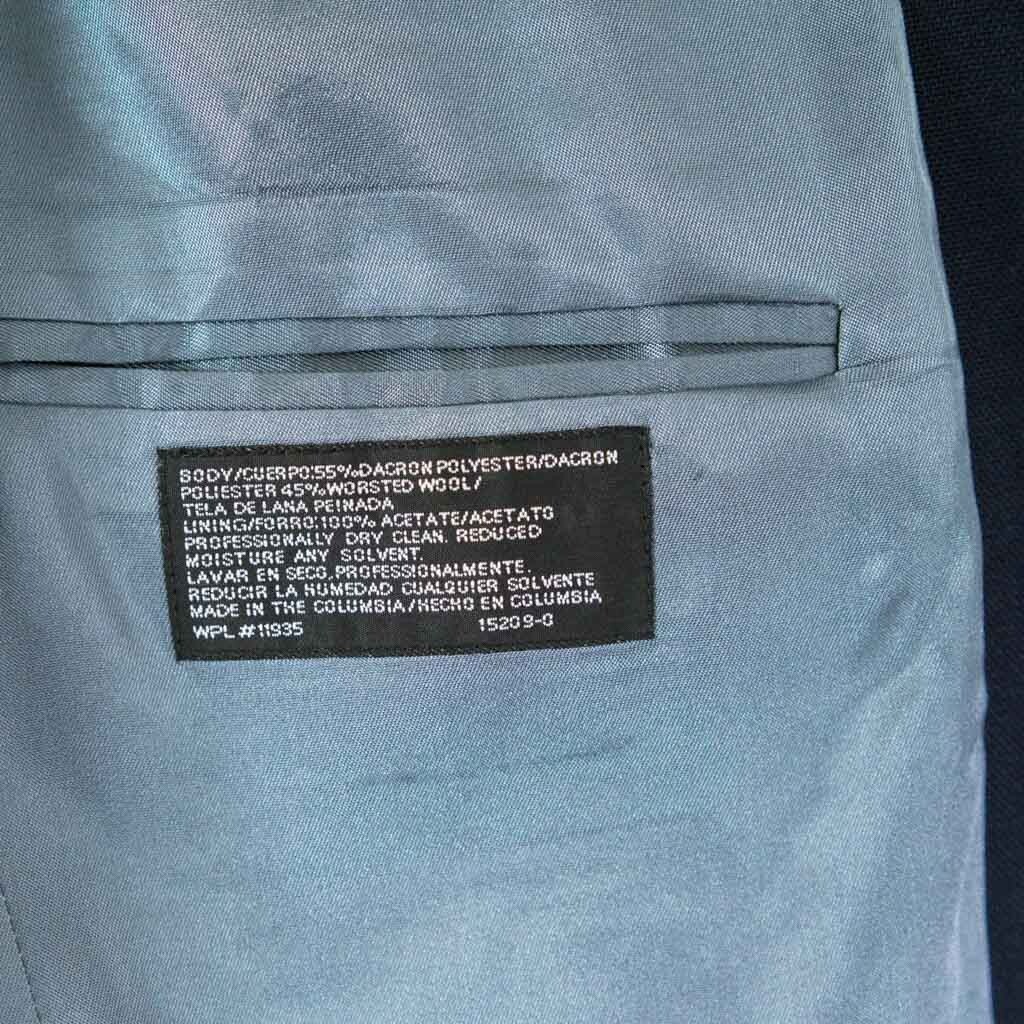 BODY/CUERPO:55%DACRON POLYESTER/DACRON
POLIESTER 45%WORSTED WOOL/
TELA DE LANA PEINADA
LINING/FORRO:100% ACETATE/ACETATO
PROFESSIONALLY DRY CLEAN. REDUCED
MOISTURE ANY SOLVENT.
LAVAR EN SECO.PROFESSIONALMENTE.
REDUCIR LA HUMEDAD CUALQUIER SOLVENTE
MADE IN THE COLUMBIA/HECHO EN COLUMBIA
WPL #11935 15209-0